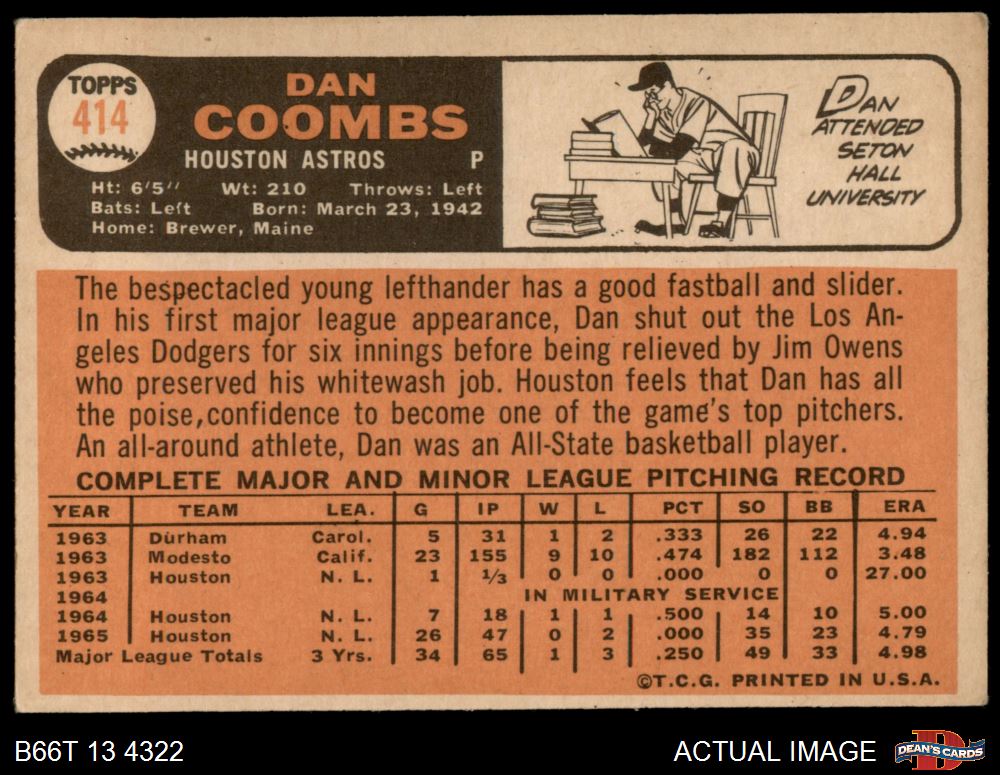 TOPPS
414
DAN
COOMBS
HOUSTON ASTROS P
Ht: 6'5" Wt: 210 Throws: Left
Bats: Left Born: March 23, 1942
Home: Brewer, Maine
DAN
ATTENDED
SETON
HALL
UNIVERSITY
The bespectacled young lefthander has a good fastball and slider.
In his first major league appearance, Dan shut out the Los An-
geles Dodgers for six innings before being relieved by Jim Owens
who preserved his whitewash job. Houston feels that Dan has all
the poise,confidence to become one of the game's top pitchers.
An all-around athlete, Dan was an All-State basketball player.
COMPLETE MAJOR AND MINOR LEAGUE PITCHING RECORD
YEAR TEAM LEA. G IP W L PCT SO BB ERA
1963 Durham Carol. 5 31 1 2 .333 26 22 4.94
1963 Modesto Calif. 23 155 9 10 .474 182 112 3.48
1963 Houston N. L. 1 1/3 0 0 .000 0 0 27.00
1964 IN MILITARY SERVICE
1964 Houston N. L. 7 18 1 1 .500 14 10 5.00
1965 Houston N. L. 26 47 0 2 .000 35 23 4.79
Major League Totals 3 Yrs. 34 65 1 3 .250 49 33 4.98
©T.C.G. PRINTED IN U.S.A.
B66T 13 4322 ACTUAL IMAGE DEAN'S CARDS